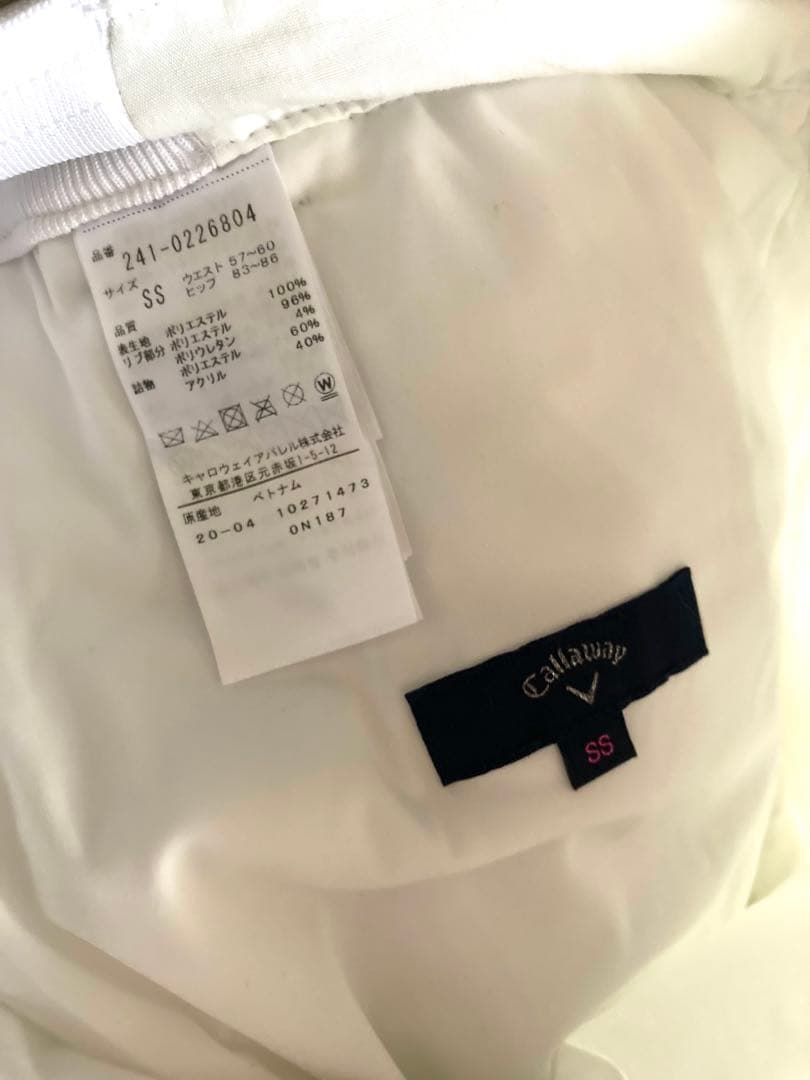 品番 241-0226804
サイズ SS ウエスト 57〜60
ヒップ 83〜86
品質
表生地 ポリエステル 100%
リブ部分 ポリエステル 96%
ポリウレタン 4%
詰物 ポリエステル 60%
アクリル 40%
W
キャロウェイアパレル株式会社
東京都港区元赤坂1-5-12
原産地 ベトナム
20-04 10271473
0N187
Callaway
SS